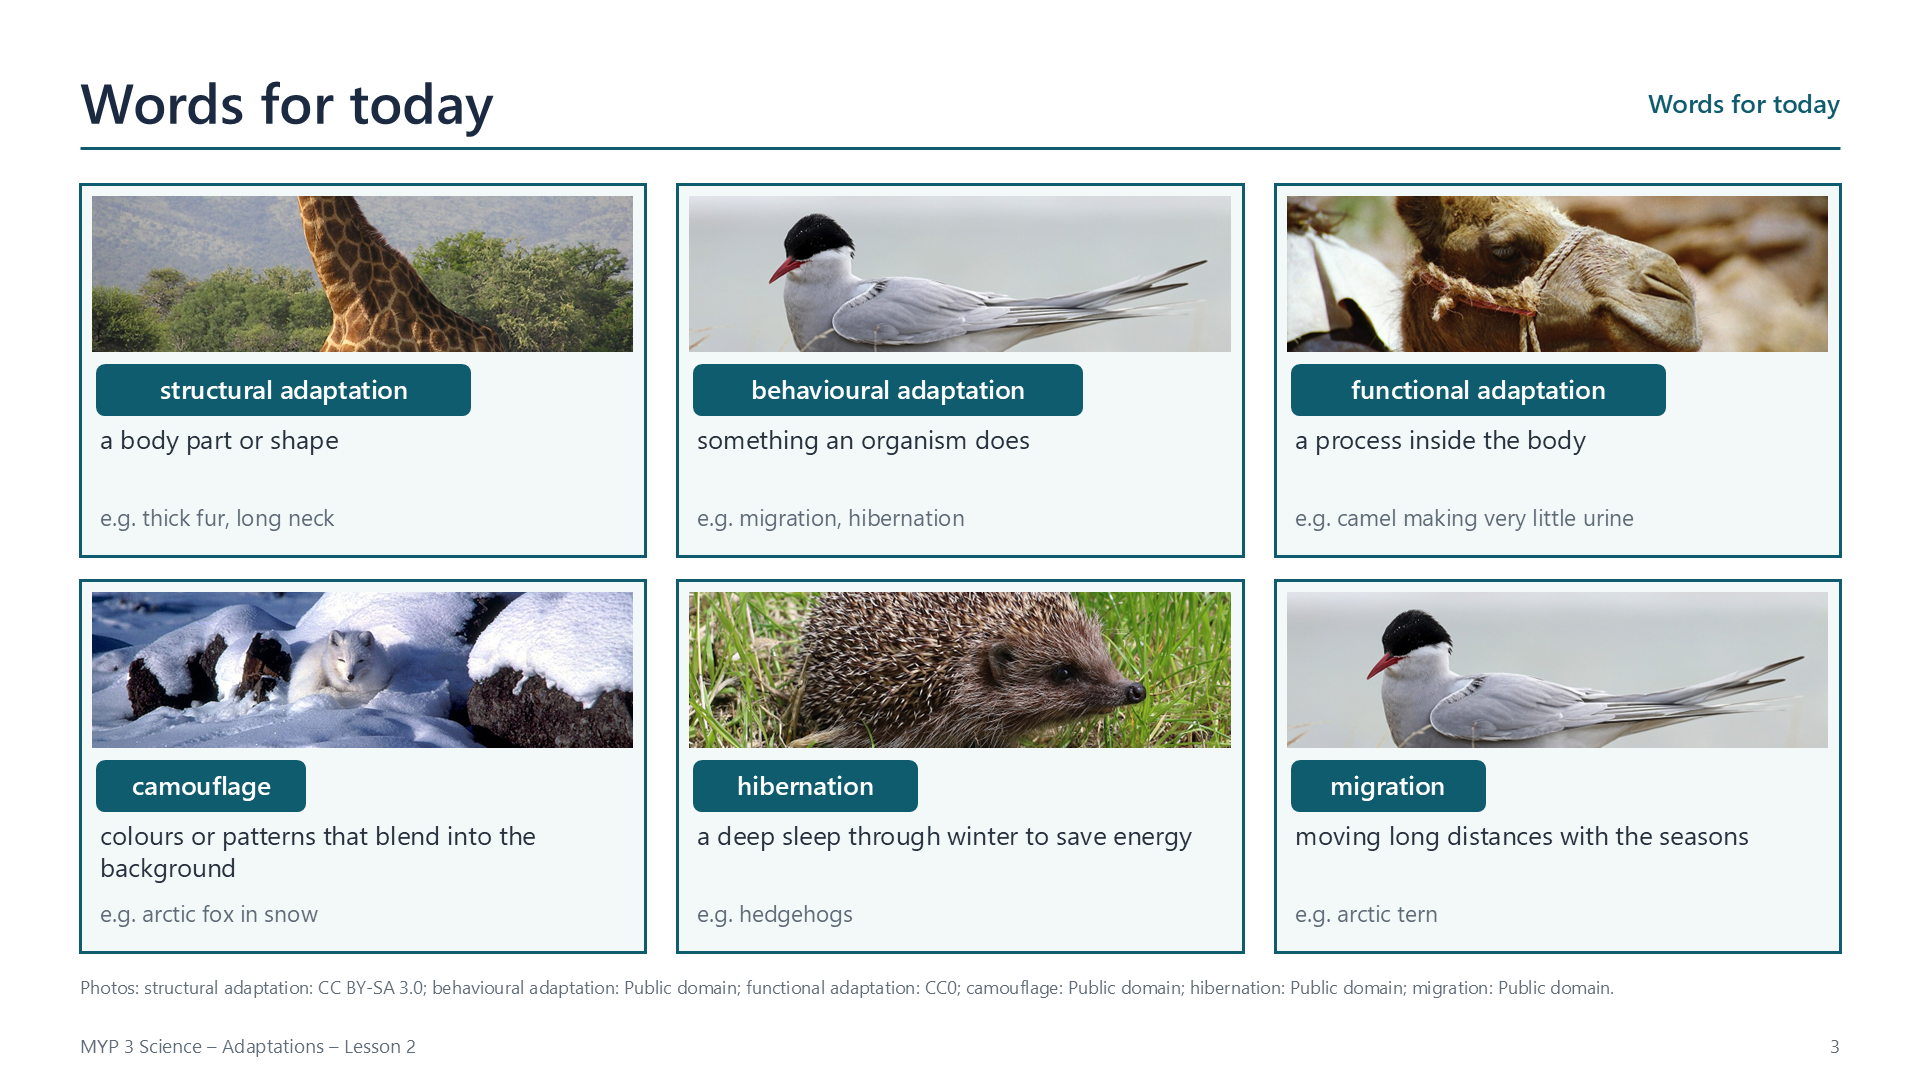 Words for today
Words for today
structural adaptation
a body part or shape
e.g. thick fur, long neck
behavioural adaptation
something an organism does
e.g. migration, hibernation
functional adaptation
a process inside the body
e.g. camel making very little urine
camouflage
colours or patterns that blend into the
background
e.g. arctic fox in snow
hibernation
a deep sleep through winter to save energy
e.g. hedgehogs
migration
moving long distances with the seasons
e.g. arctic tern
Photos: structural adaptation: CC BY-SA 3.0; behavioural adaptation: Public domain; functional adaptation: CC0; camouflage: Public domain; hibernation: Public domain; migration: Public domain.
MYP 3 Science – Adaptations – Lesson 2
3